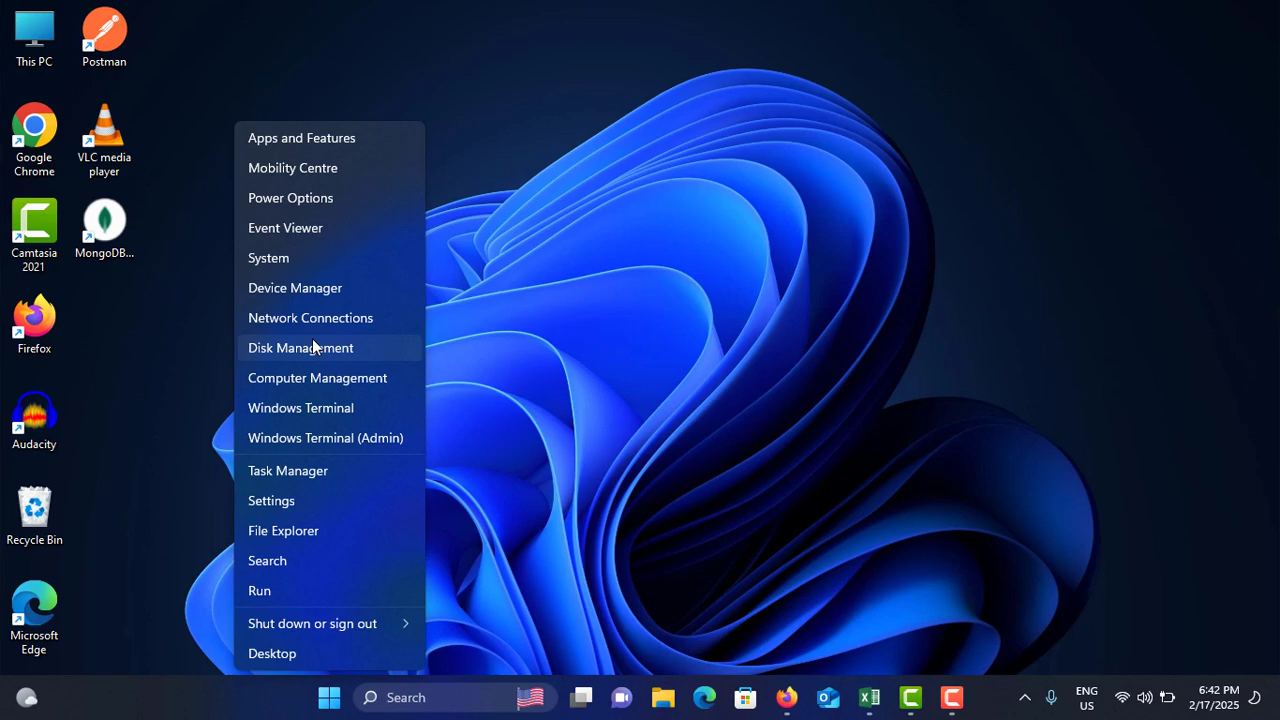 This PC
Postman
Google
Chrome
VLC media
player
Camtasia
2021
MongoDB...
Firefox
Audacity
Recycle Bin
Microsoft
Edge
Apps and Features
Mobility Centre
Power Options
Event Viewer
System
Device Manager
Network Connections
Disk Management
Computer Management
Windows Terminal
Windows Terminal (Admin)
Task Manager
Settings
File Explorer
Search
Run
Shut down or sign out
Desktop
Search
ENG
US
6:42 PM
2/17/2025